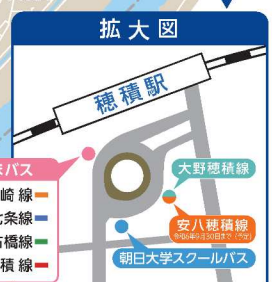 拡大図
穂積駅
バス
崎線
七条線
橋線
積線
大野穂積線
安八穂積線
令和6年9月30日まで（予定）
朝日大学スクールバス